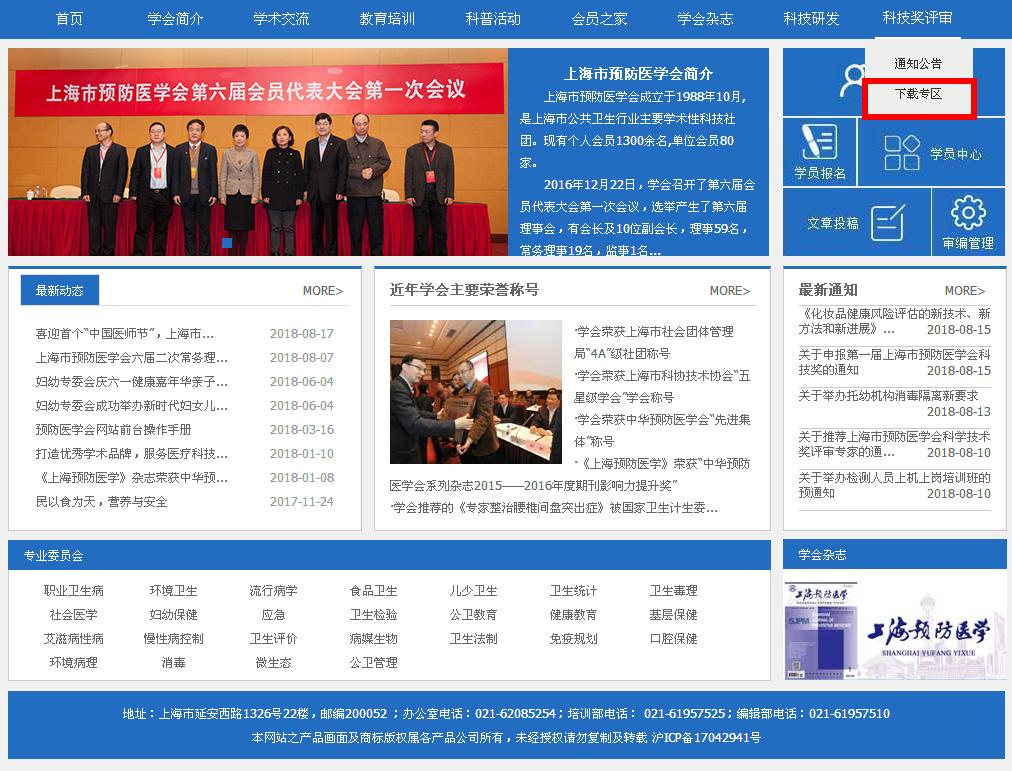 首页 学会简介 学术交流 教育培训 科普活动 会员之家 学会杂志 科技研发 科技奖评审
通知公告
下载专区
上海市预防医学会第六届会员代表大会第一次会议
上海市预防医学会简介
上海市预防医学会成立于1988年10月,
是上海市公共卫生行业主要学术性科技社
团。现有个人会员1300余名,单位会员80
家。
2016年12月22日，学会召开了第六届会
员代表大会第一次会议，选举产生了第六届
理事会，有会长及10位副会长，理事59名，
常务理事19名，监事1名...
学员报名
学员中心
文章投稿
审编管理
最新动态 MORE>
喜迎首个“中国医师节”，上海市... 2018-08-17
上海市预防医学会六届二次常务理... 2018-08-07
妇幼专委会庆六一健康嘉年华亲子... 2018-06-04
妇幼专委会成功举办新时代妇女儿... 2018-06-04
预防医学会网站前台操作手册 2018-03-16
打造优秀学术品牌，服务医疗科技... 2018-01-10
《上海预防医学》杂志荣获中华预... 2018-01-08
民以食为天，营养与安全 2017-11-24
近年学会主要荣誉称号 MORE>
·学会荣获上海市社会团体管理
局“4A”级社团称号
·学会荣获上海市科协技术协会“五
星级学会”学会称号
·学会荣获中华预防医学会“先进集
体”称号
·《上海预防医学》荣获“中华预防
医学会系列杂志2015——2016年度期刊影响力提升奖”
·学会推荐的《专家整治腰椎间盘突出症》被国家卫生计生委...
最新通知 MORE>
《化妆品健康风险评估的新技术、新
方法和新进展》... 2018-08-15
关于申报第一届上海市预防医学会科
技奖的通知 2018-08-15
关于举办托幼机构消毒隔离新要求
2018-08-13
关于推荐上海市预防医学会科学技术
奖评审专家的通... 2018-08-10
关于举办检测人员上机上岗培训班的
预通知 2018-08-10
专业委员会
职业卫生病 环境卫生 流行病学 食品卫生 儿少卫生 卫生统计 卫生毒理
社会医学 妇幼保健 应急 卫生检验 公卫教育 健康教育 基层保健
艾滋病性病 慢性病控制 卫生评价 病媒生物 卫生法制 免疫规划 口腔保健
环境病理 消毒 微生态 公卫管理
学会杂志
上海预防医学
SJPM
上海预防医学
SHANGHAI YUFANG YIXUE
地址：上海市延安西路1326号22楼，邮编200052 ；办公室电话：021-62085254；培训部电话： 021-61957525；编辑部电话：021-61957510
本网站之产品画面及商标版权属各产品公司所有，未经授权请勿复制及转载 沪ICP备17042941号